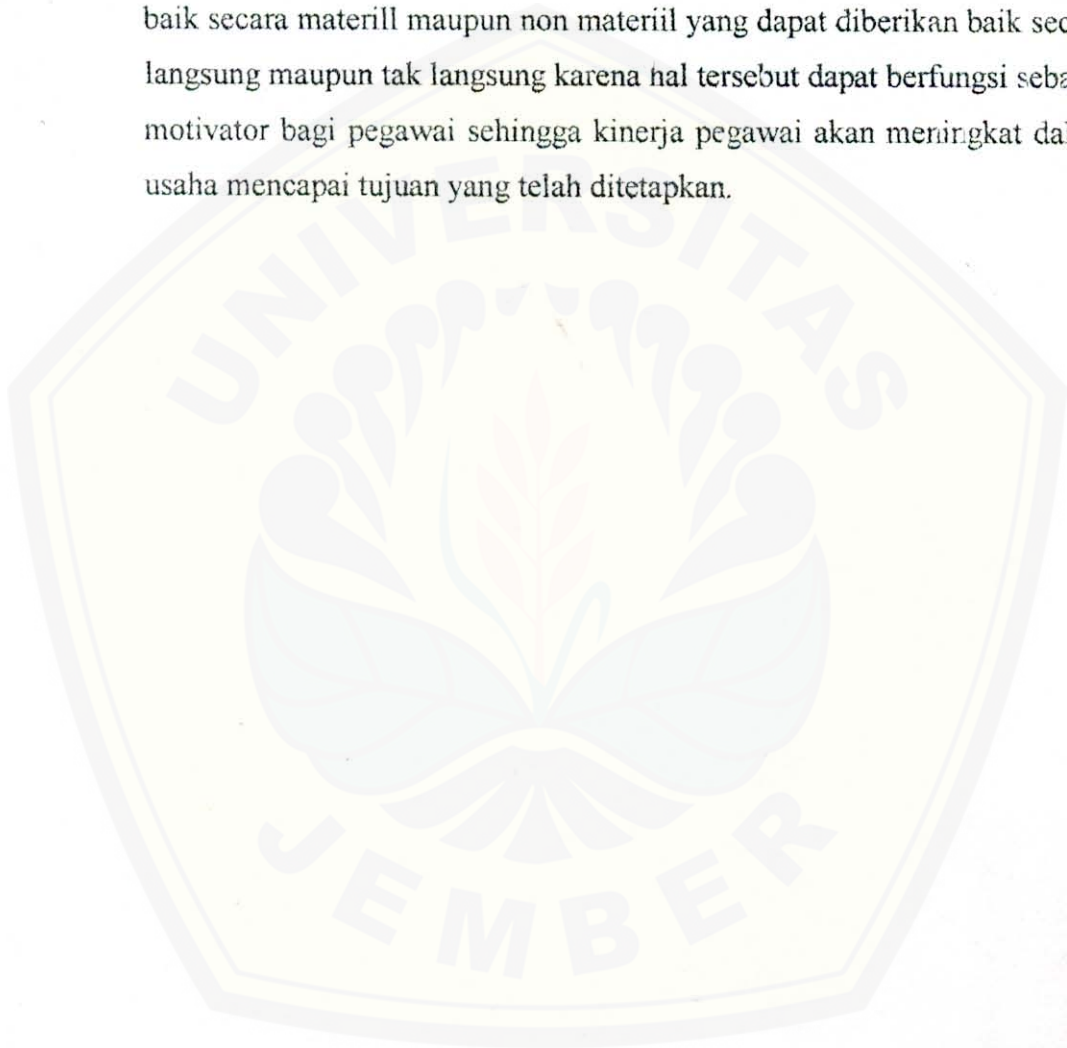 baik secara materill maupun non materiil yang dapat diberikan baik sec
langsung maupun tak langsung karena hal tersebut dapat berfungsi seba
motivator bagi pegawai sehingga kinerja pegawai akan meningkat dal
usaha mencapai tujuan yang telah ditetapkan.
UNIVERSITAS
JEMBER